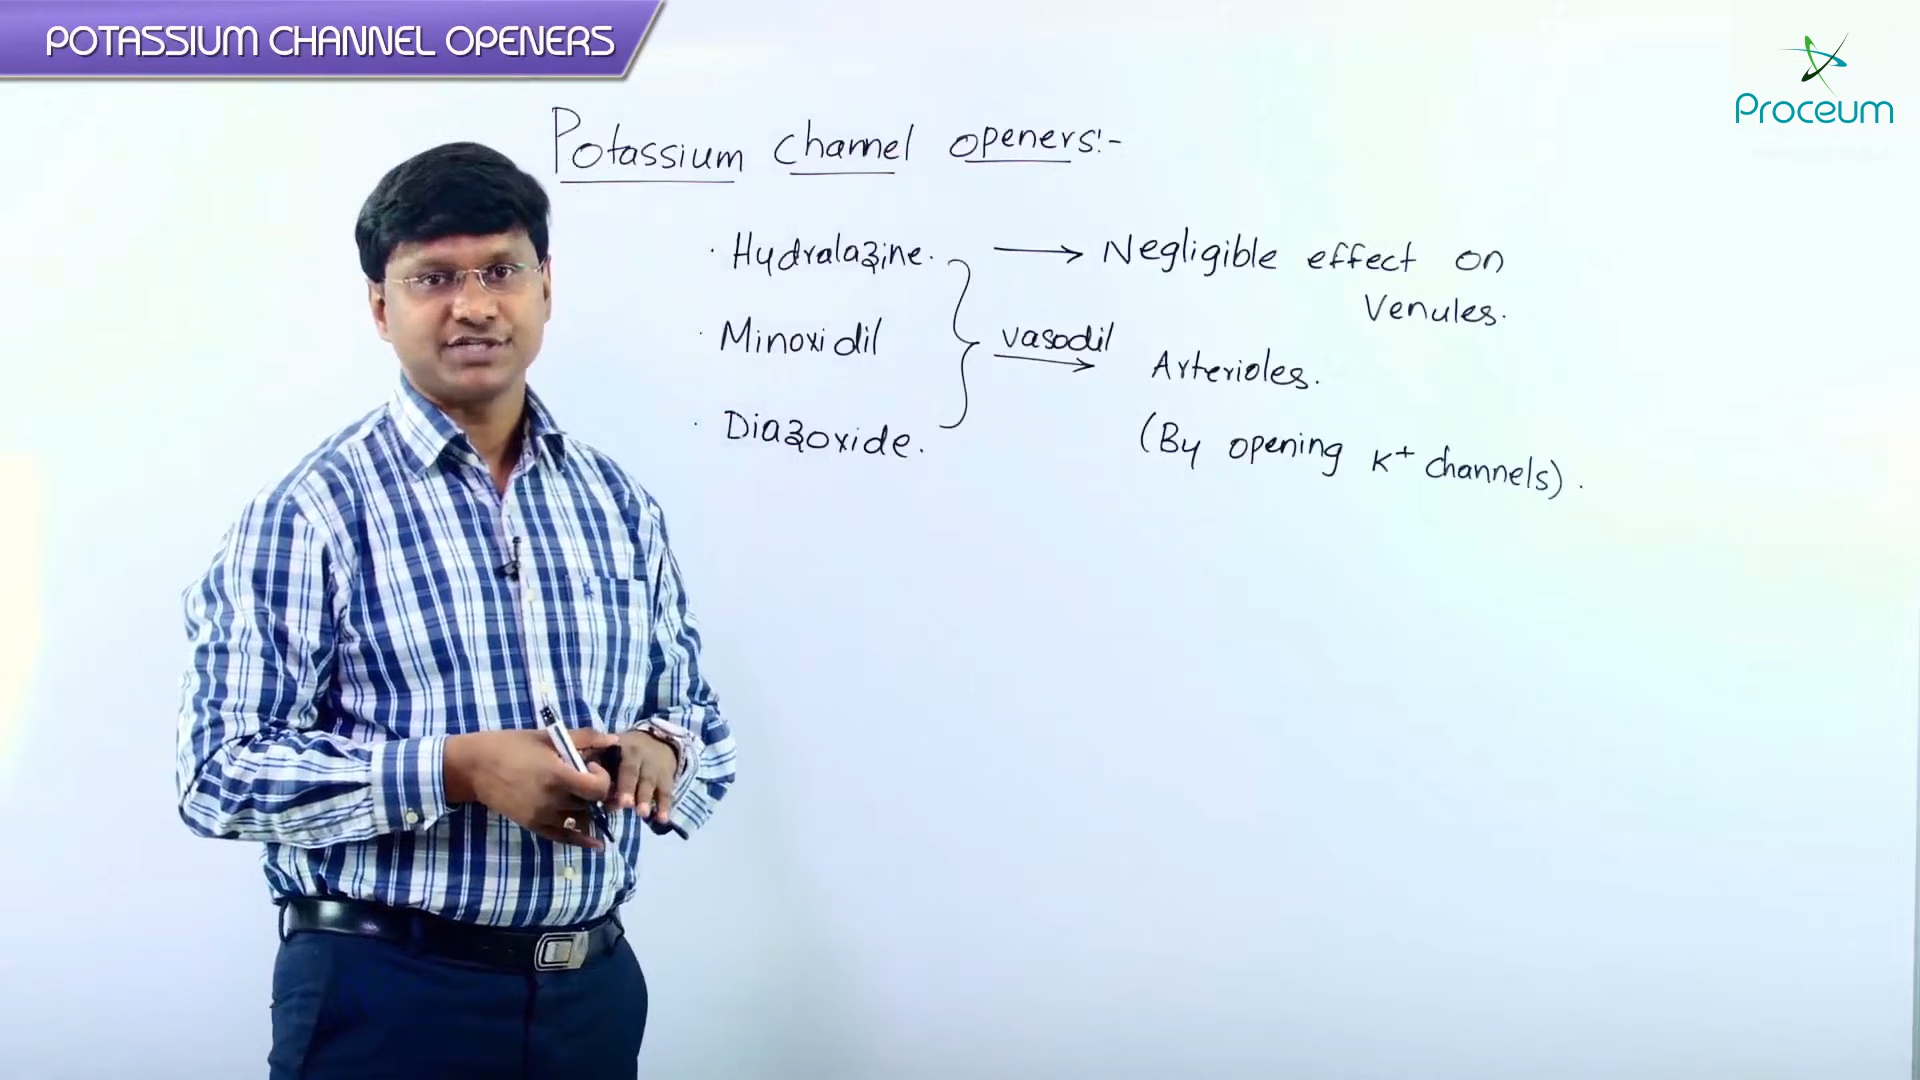 POTASSIUM CHANNEL OPENERS
Proceum
Potassium channel openers:-
· Hydralazine. → Negligible effect on
Venules.
· Minoxidil
vasodil → Arterioles.
· Diazoxide.
(By opening K+ channels).